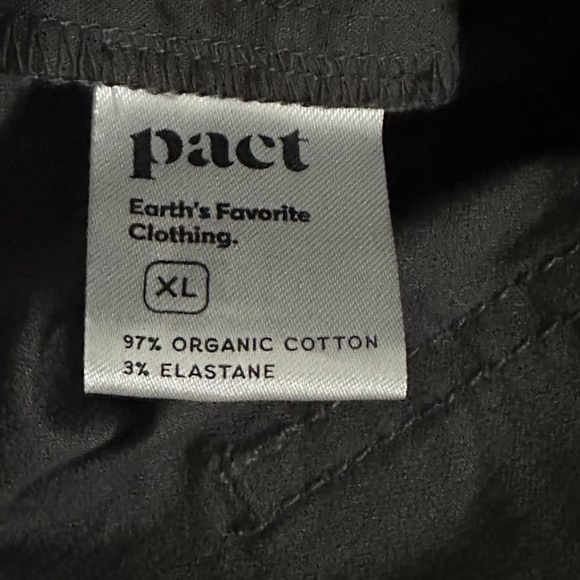 pact
Earth's Favorite
Clothing.
XL
97% ORGANIC COTTON
3% ELASTANE